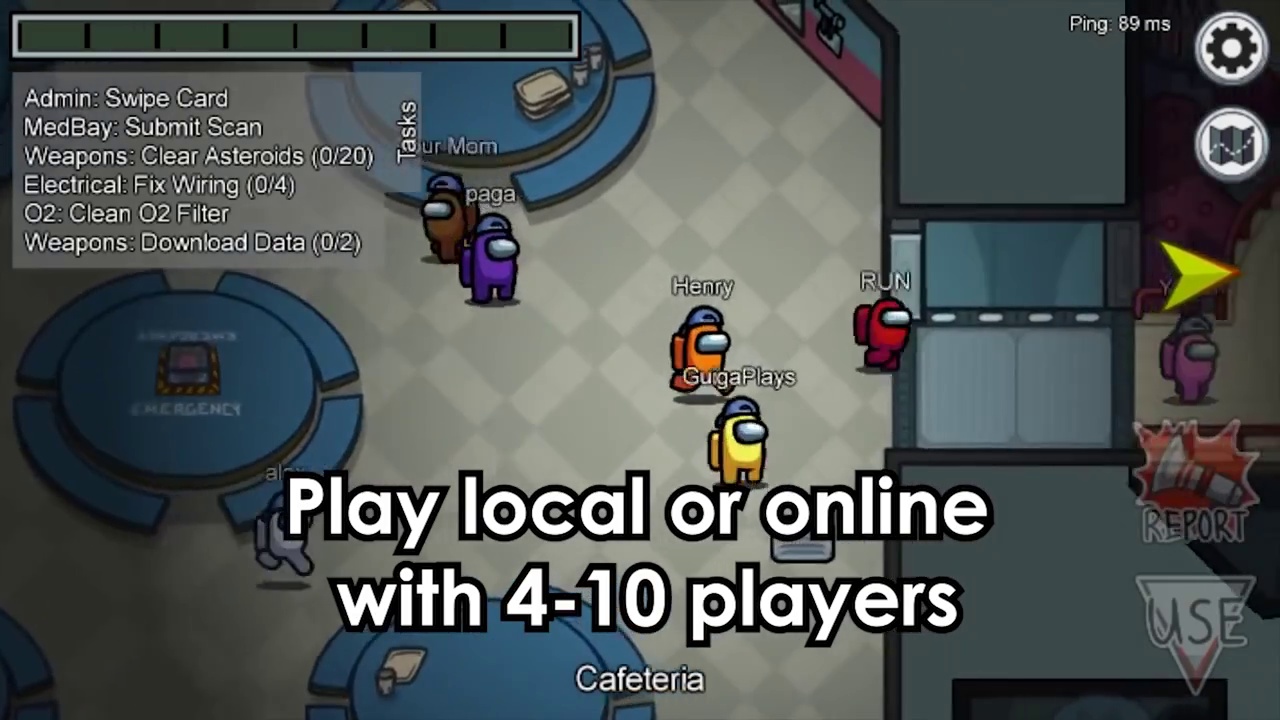 Ping: 89 ms
Admin: Swipe Card
MedBay: Submit Scan
Weapons: Clear Asteroids (0/20)
Electrical: Fix Wiring (0/4)
O2: Clean O2 Filter
Weapons: Download Data (0/2)
Tasks
ur Mom
paga
Henry
RUN
GuigaPlays
Y
EMERGENCY
Play local or online
with 4-10 players
REPORT
USE
Cafeteria